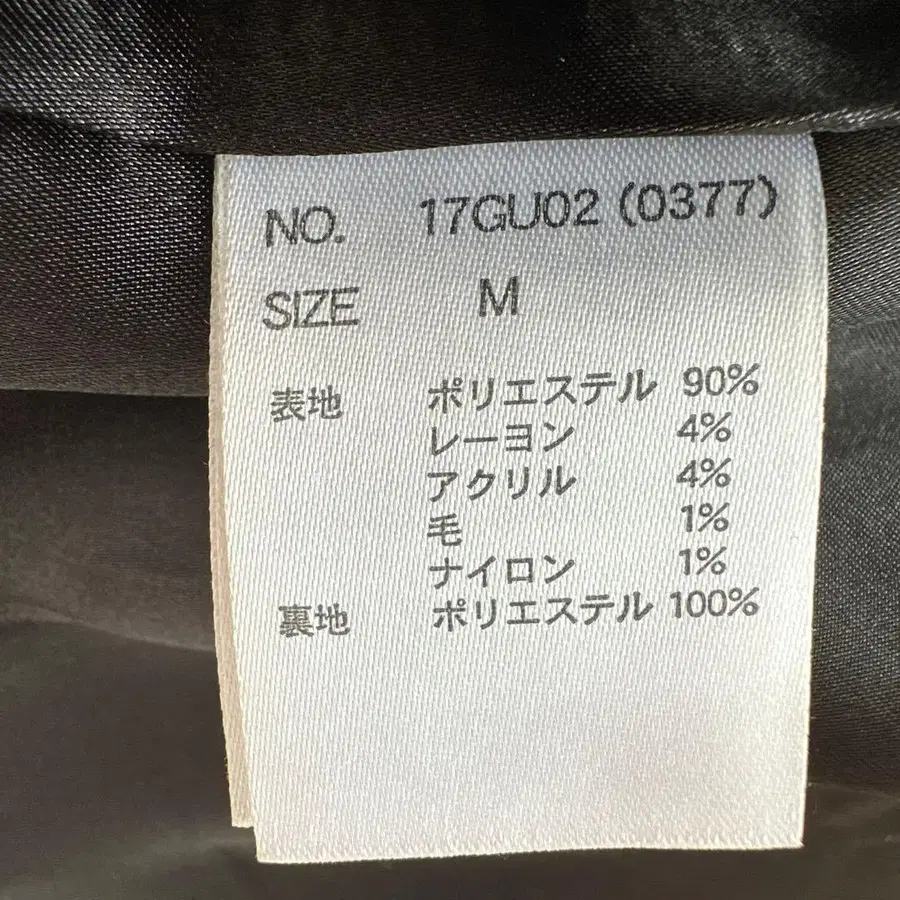 NO. 17GU02 (0377)
SIZE M
表地 ポリエステル 90%
レーヨン 4%
アクリル 4%
毛 1%
ナイロン 1%
裏地 ポリエステル 100%